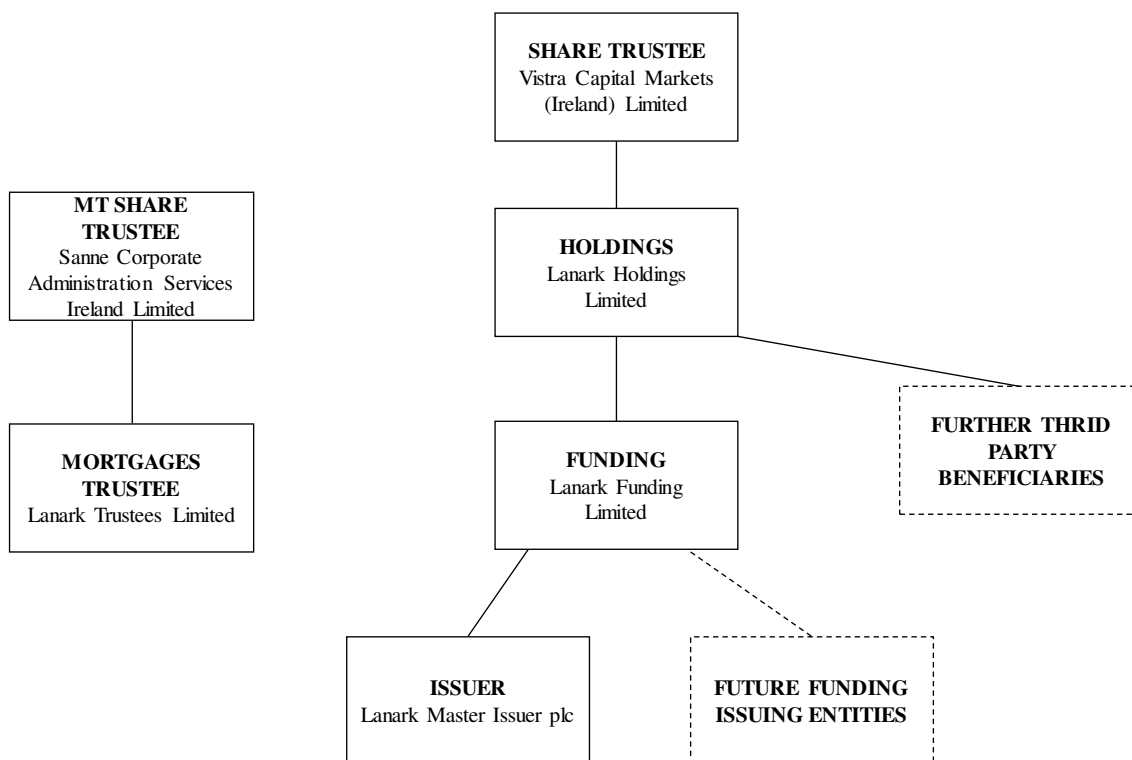 SHARE TRUSTEE
Vistra Capital Markets
(Ireland) Limited
MT SHARE
TRUSTEE
Sanne Corporate
Administration Services
Ireland Limited
HOLDINGS
Lanark Holdings
Limited
MORTGAGES
TRUSTEE
Lanark Trustees Limited
FUNDING
Lanark Funding
Limited
FURTHER THRID
PARTY
BENEFICIARIES
ISSUER
Lanark Master Issuer plc
FUTURE FUNDING
ISSUING ENTITIES